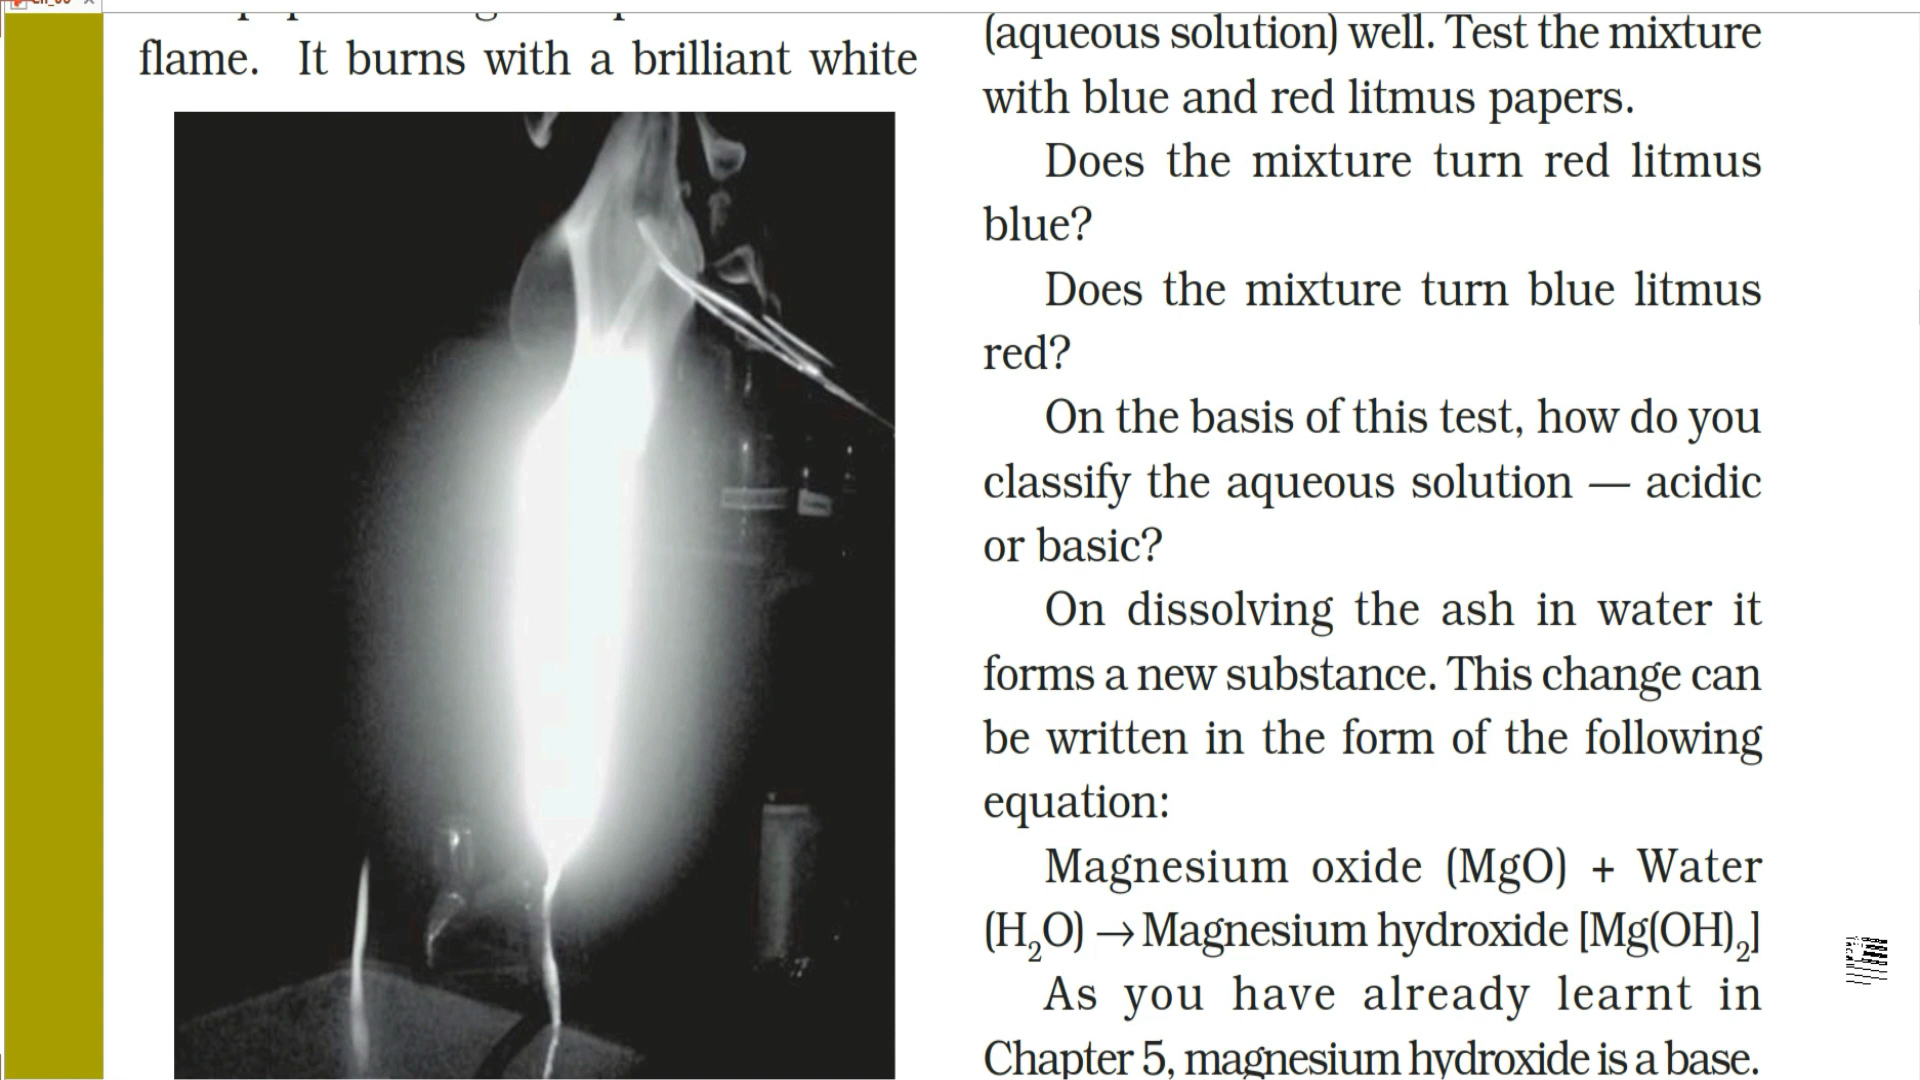 flame. It burns with a brilliant white
(aqueous solution) well. Test the mixture
with blue and red litmus papers.
Does the mixture turn red litmus
blue?
Does the mixture turn blue litmus
red?
On the basis of this test, how do you
classify the aqueous solution — acidic
or basic?
On dissolving the ash in water it
forms a new substance. This change can
be written in the form of the following
equation:
Magnesium oxide (MgO) + Water
(H₂O) → Magnesium hydroxide [Mg(OH)₂]
As you have already learnt in
Chapter 5, magnesium hydroxide is a base.